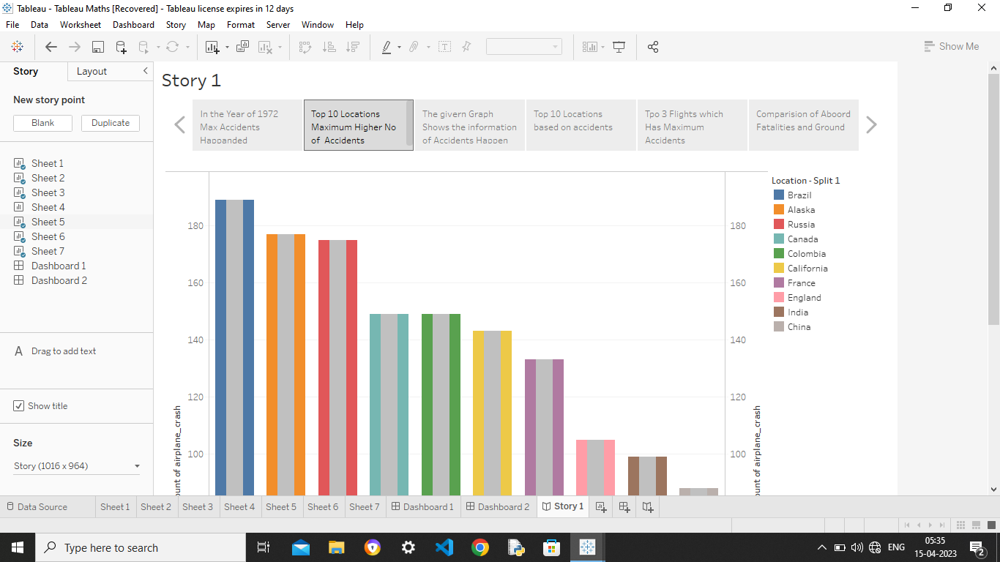 Tableau - Tableau Maths [Recovered] - Tableau license expires in 12 days
File Data Worksheet Dashboard Story Map Format Server Window Help
Show Me
Story Layout
New story point
Blank Duplicate
Sheet 1
Sheet 2
Sheet 3
Sheet 4
Sheet 5
Sheet 6
Sheet 7
Dashboard 1
Dashboard 2
A Drag to add text
Show title
Size
Story (1016 x 964)
Story 1
In the Year of 1972
Max Accidents
Happanded
Top 10 Locations
Maximum Higher No
of Accidents
The givern Graph
Shows the information
of Accidents Happen
Top 10 Locations
based on accidents
Tpo 3 Flights which
Has Maximum
Accidents
Comparision of Aboord
Fatalities and Ground
180
160
140
120
100
180
160
140
120
100
ount of airplane_crash
ount of airplane_crash
Location - Split 1
Brazil
Alaska
Russia
Canada
Colombia
California
France
England
India
China
Data Source Sheet 1 Sheet 2 Sheet 3 Sheet 4 Sheet 5 Sheet 6 Sheet 7 Dashboard 1 Dashboard 2 Story 1
Type here to search
ENG
05:35
15-04-2023
2